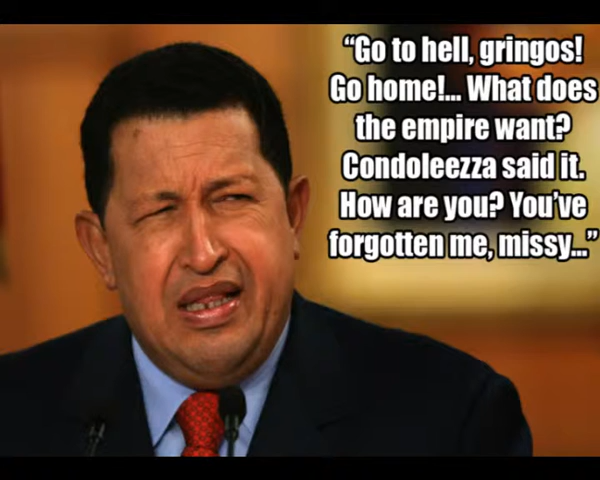 “Go to hell, gringos!
Go home!... What does
the empire want?
Condoleezza said it.
How are you? You’ve
forgotten me, missy...”